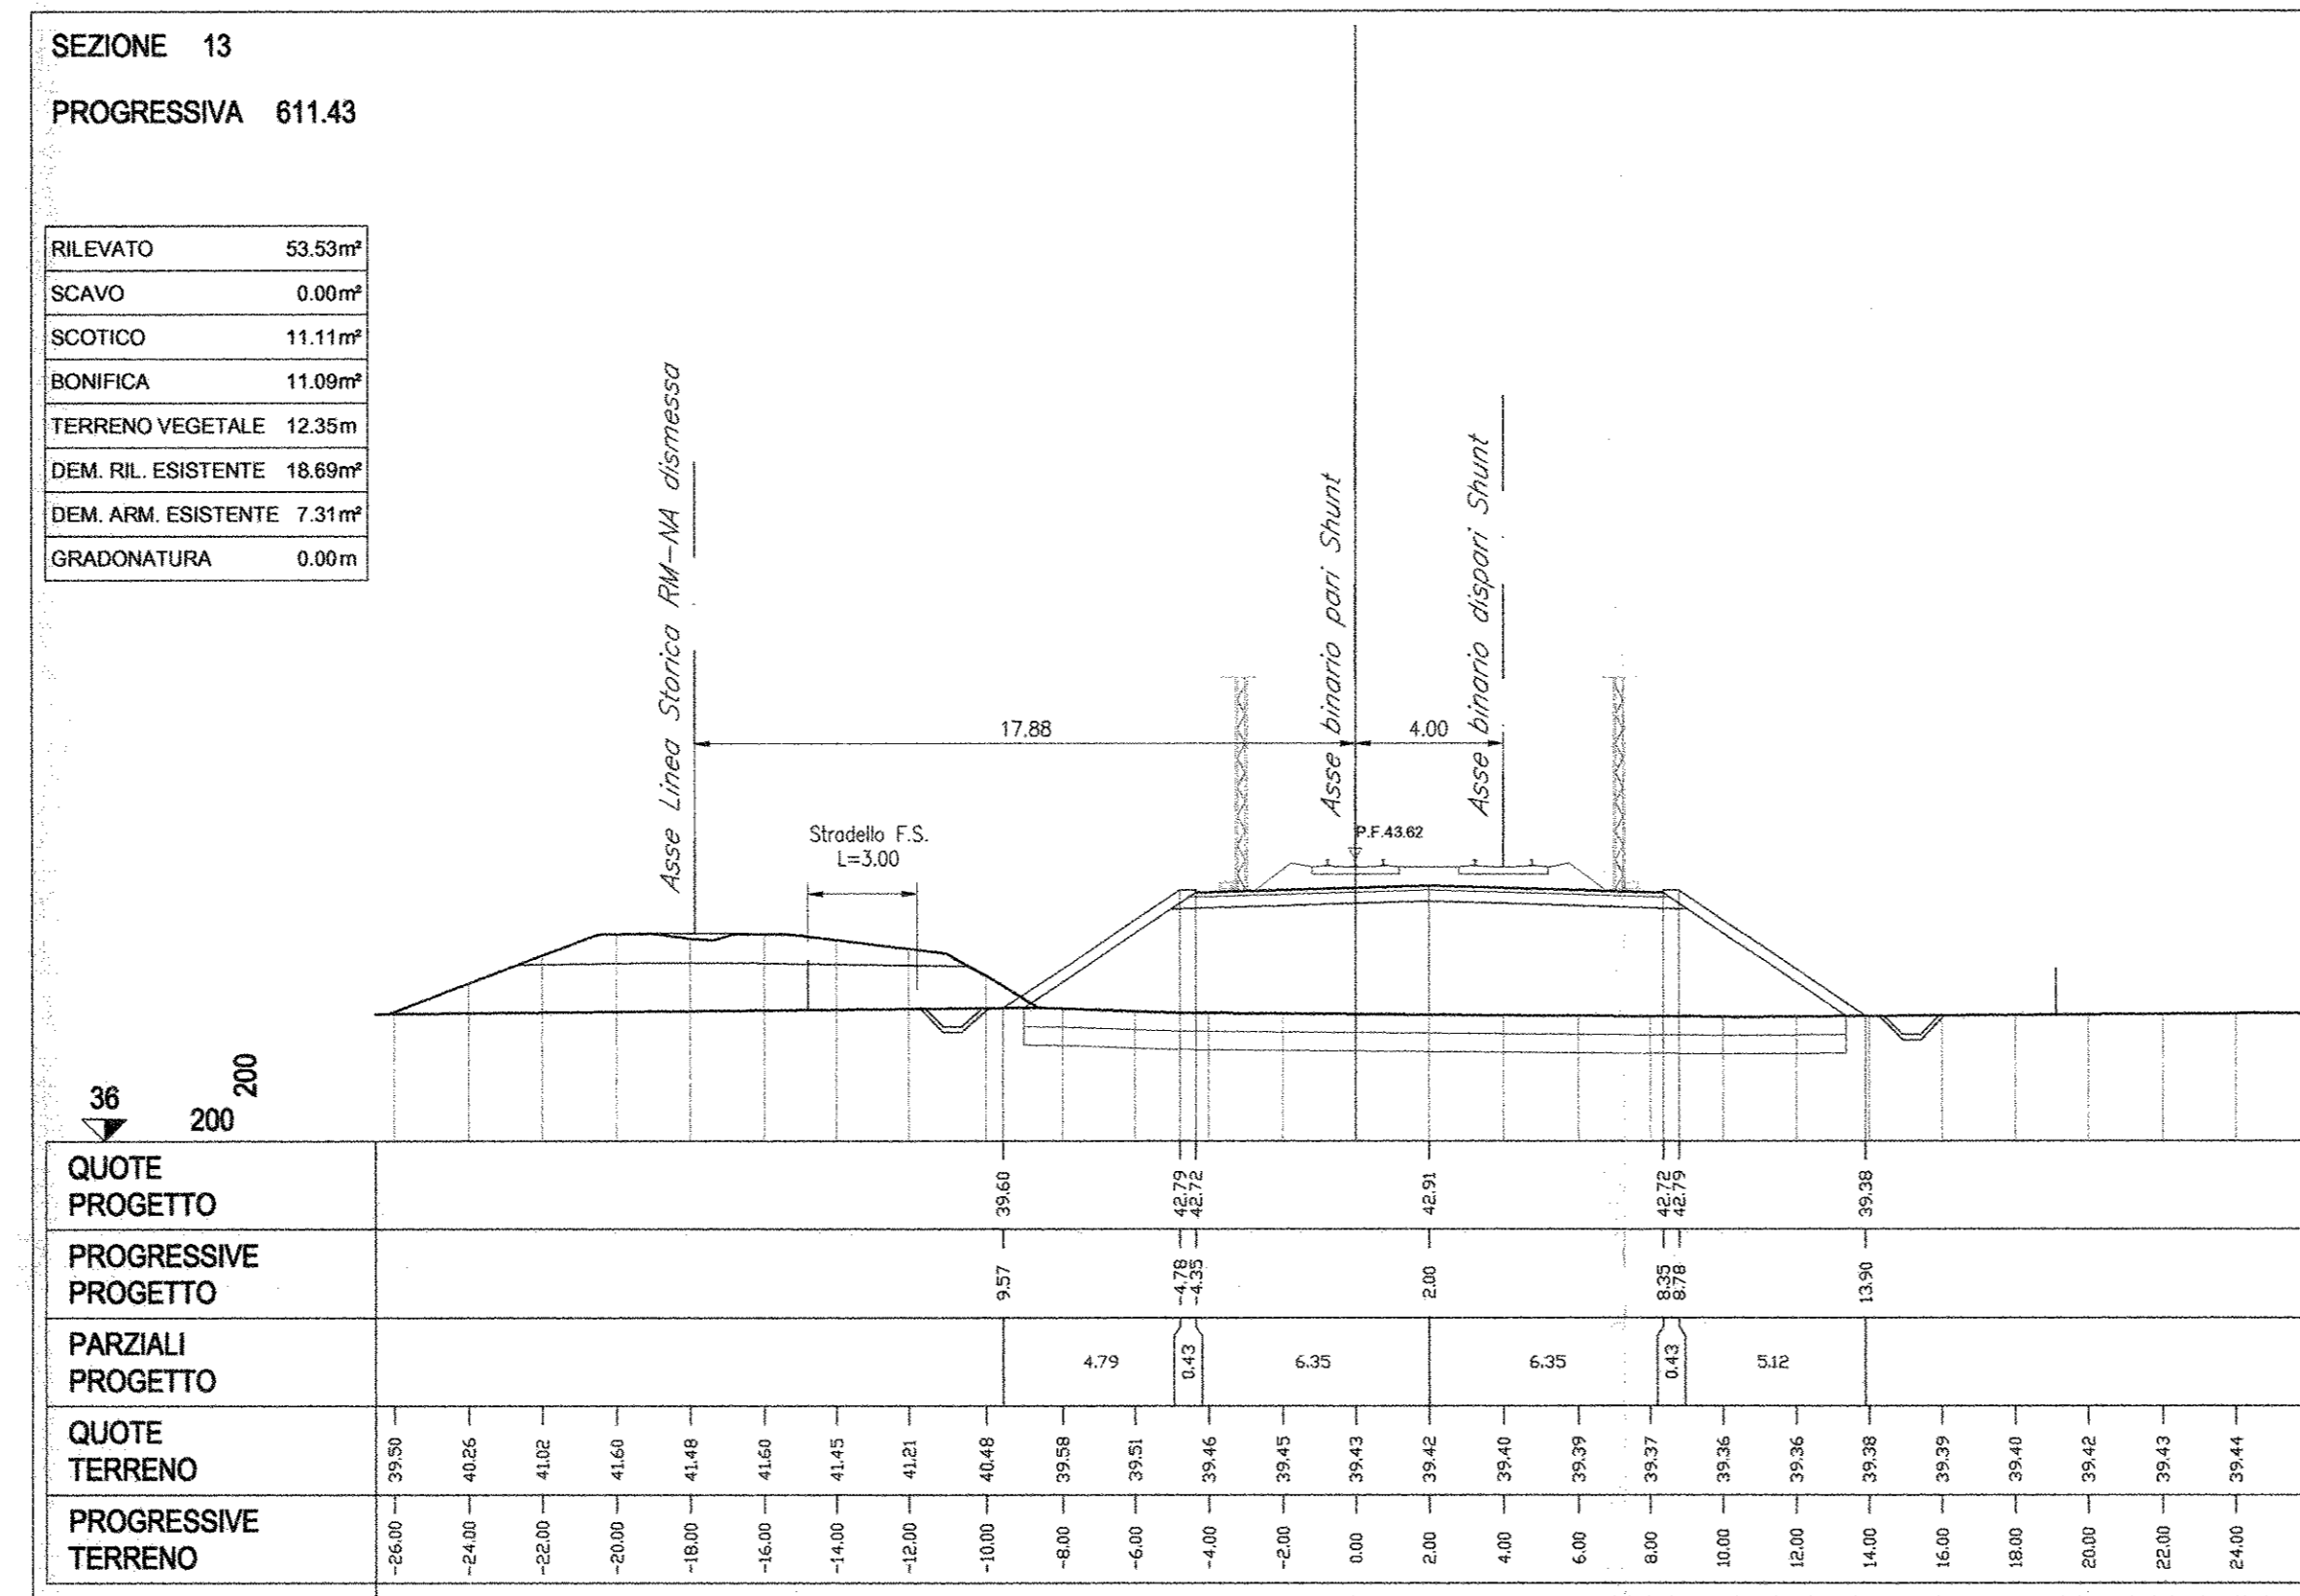 SEZIONE 13
PROGRESSIVA 611.43
RILEVATO 53.53m²
SCAVO 0.00m²
SCOTICO 11.11m²
BONIFICA 11.09m²
TERRENO VEGETALE 12.35m
DEM. RIL. ESISTENTE 18.69m²
DEM. ARM. ESISTENTE 7.31m²
GRADONATURA 0.00m
Asse Linea Storica RM-NA dismessa
Asse binario pari Shunt
Asse binario dispari Shunt
17.88
4.00
Stradello F.S.
L=3.00
P.F.43.62
36
200
200
QUOTE
PROGETTO
39.60 42.79 42.72 42.91 42.72 42.79 39.38
PROGRESSIVE
PROGETTO
9.57 -4.78 -4.35 2.00 8.35 8.78 13.90
PARZIALI
PROGETTO
4.79 0.43 6.35 6.35 0.43 5.12
QUOTE
TERRENO
39.50 40.26 41.02 41.60 41.48 41.60 41.45 41.21 40.48 39.58 39.51 39.46 39.45 39.43 39.42 39.40 39.39 39.37 39.36 39.36 39.38 39.39 39.40 39.42 39.43 39.44
PROGRESSIVE
TERRENO
-26.00 -24.00 -22.00 -20.00 -18.00 -16.00 -14.00 -12.00 -10.00 -8.00 -6.00 -4.00 -2.00 0.00 2.00 4.00 6.00 8.00 10.00 12.00 14.00 16.00 18.00 20.00 22.00 24.00